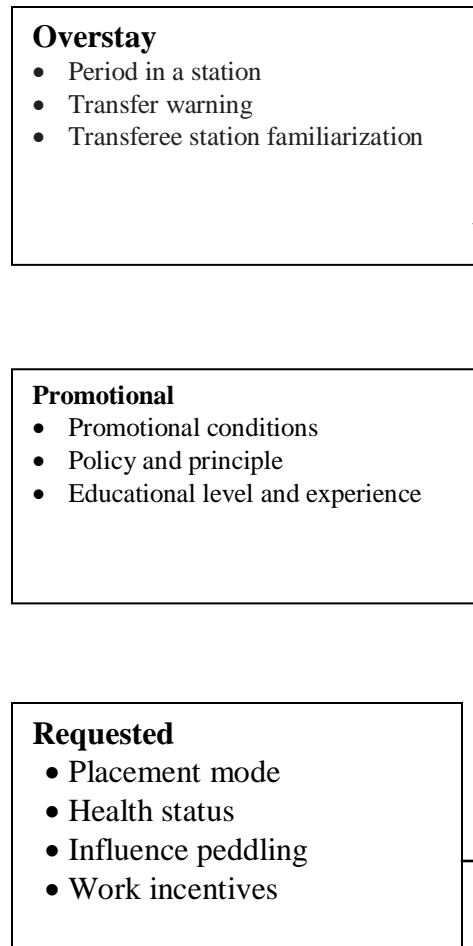 Overstay
• Period in a station
• Transfer warning
• Transferee station familiarization
Promotional
• Promotional conditions
• Policy and principle
• Educational level and experience
Requested
• Placement mode
• Health status
• Influence peddling
• Work incentives